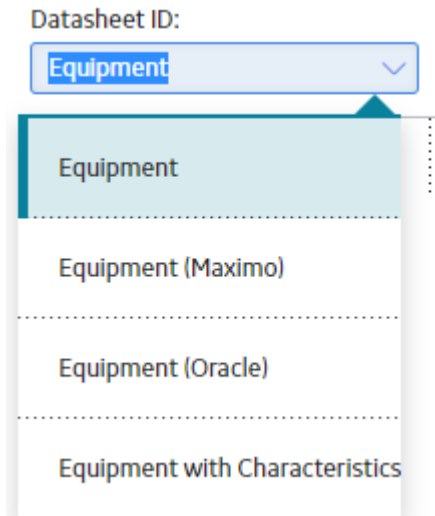 Datasheet ID:
Equipment
Equipment
Equipment (Maximo)
Equipment (Oracle)
Equipment with Characteristics